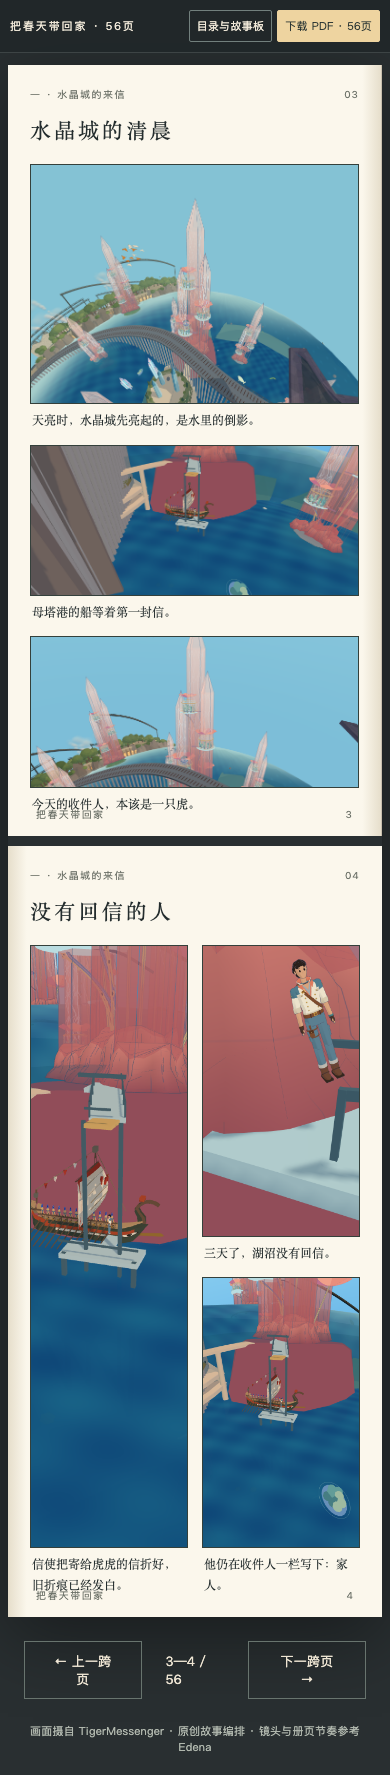 把春天带回家 · 56页
目录与故事板
下载 PDF · 56页
一 · 水晶城的来信
03
水晶城的清晨
天亮时，水晶城先亮起的，是水里的倒影。
母塔港的船等着第一封信。
今天的收件人，本该是一只虎。
把春天带回家
3
一 · 水晶城的来信
04
没有回信的人
三天了，湖沼没有回信。
信使把寄给虎虎的信折好，
旧折痕已经发白。
他仍在收件人一栏写下：家
人。
把春天带回家
4
← 上一跨
页
3—4 /
56
下一跨页
→
画面摄自 TigerMessenger · 原创故事编排 · 镜头与册页节奏参考
Edena